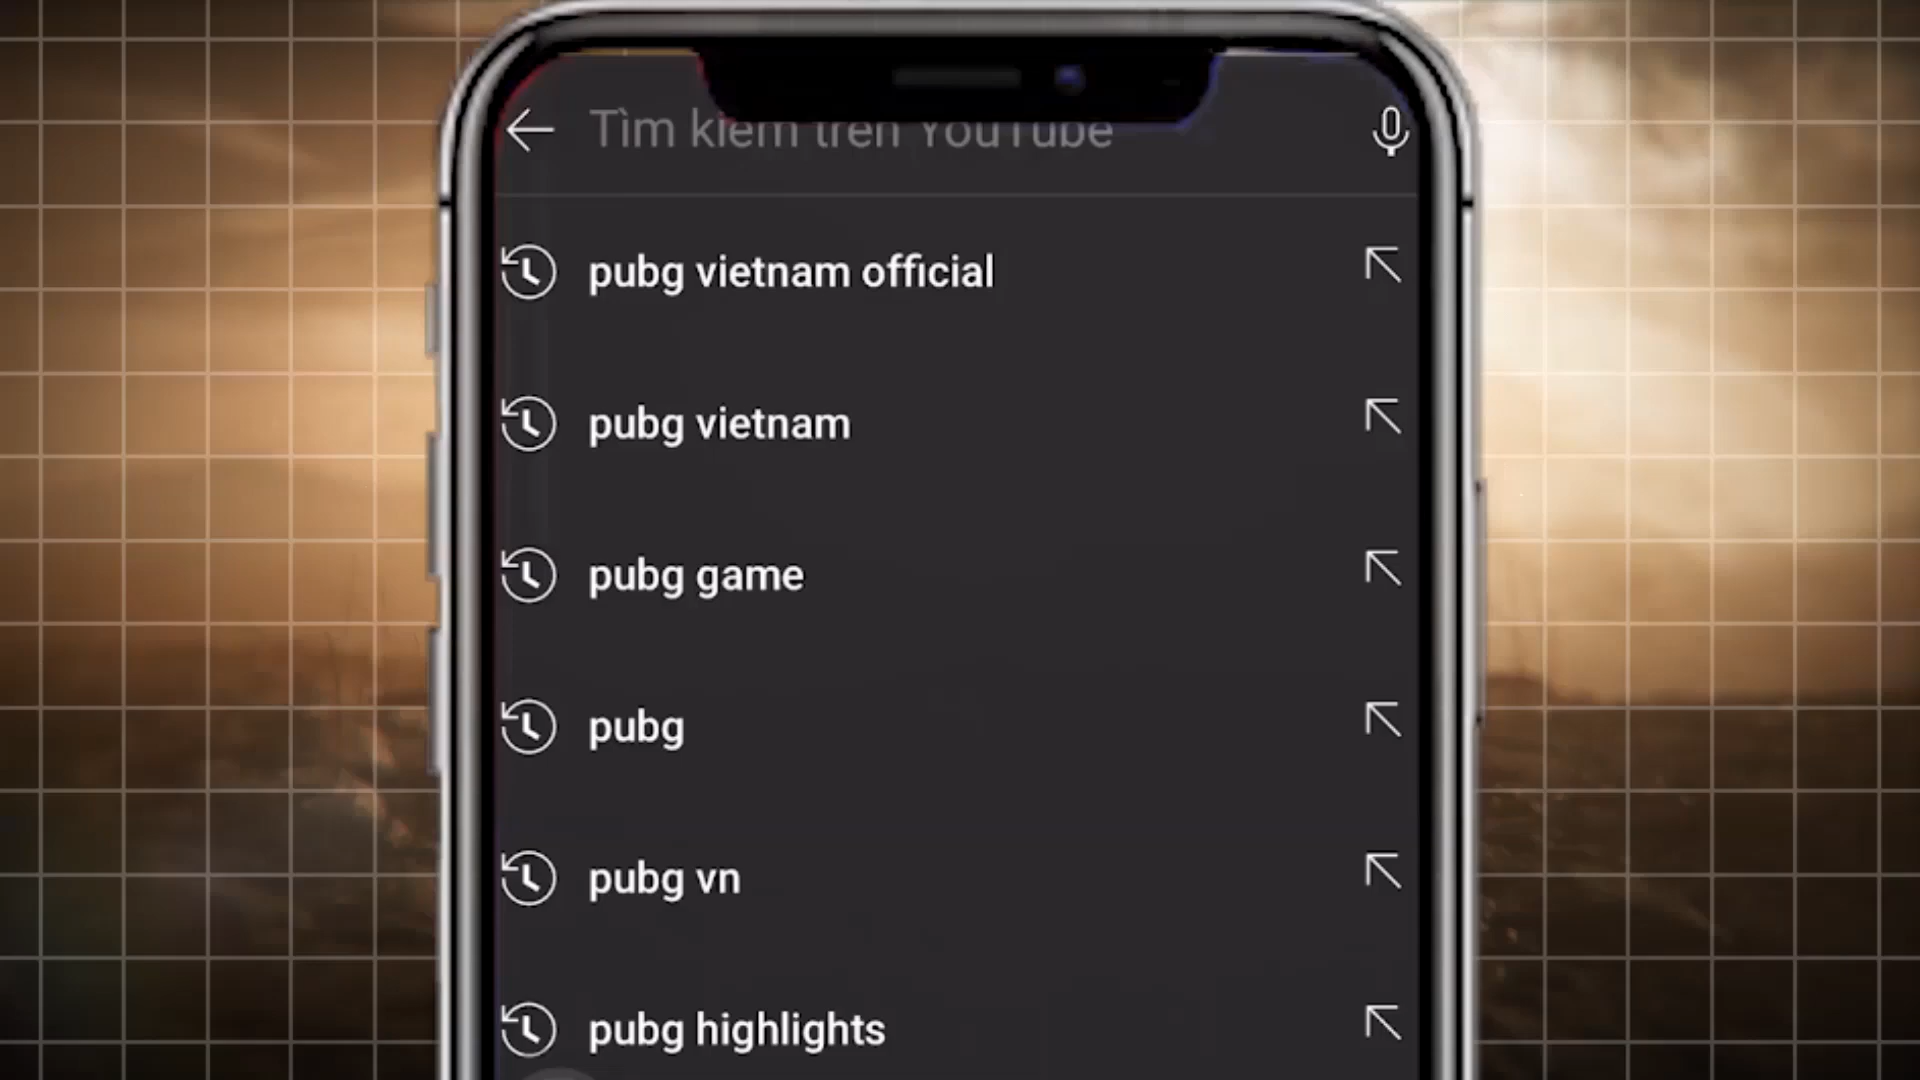 Tìm kiếm trên YouTube
pubg vietnam official
pubg vietnam
pubg game
pubg
pubg vn
pubg highlights